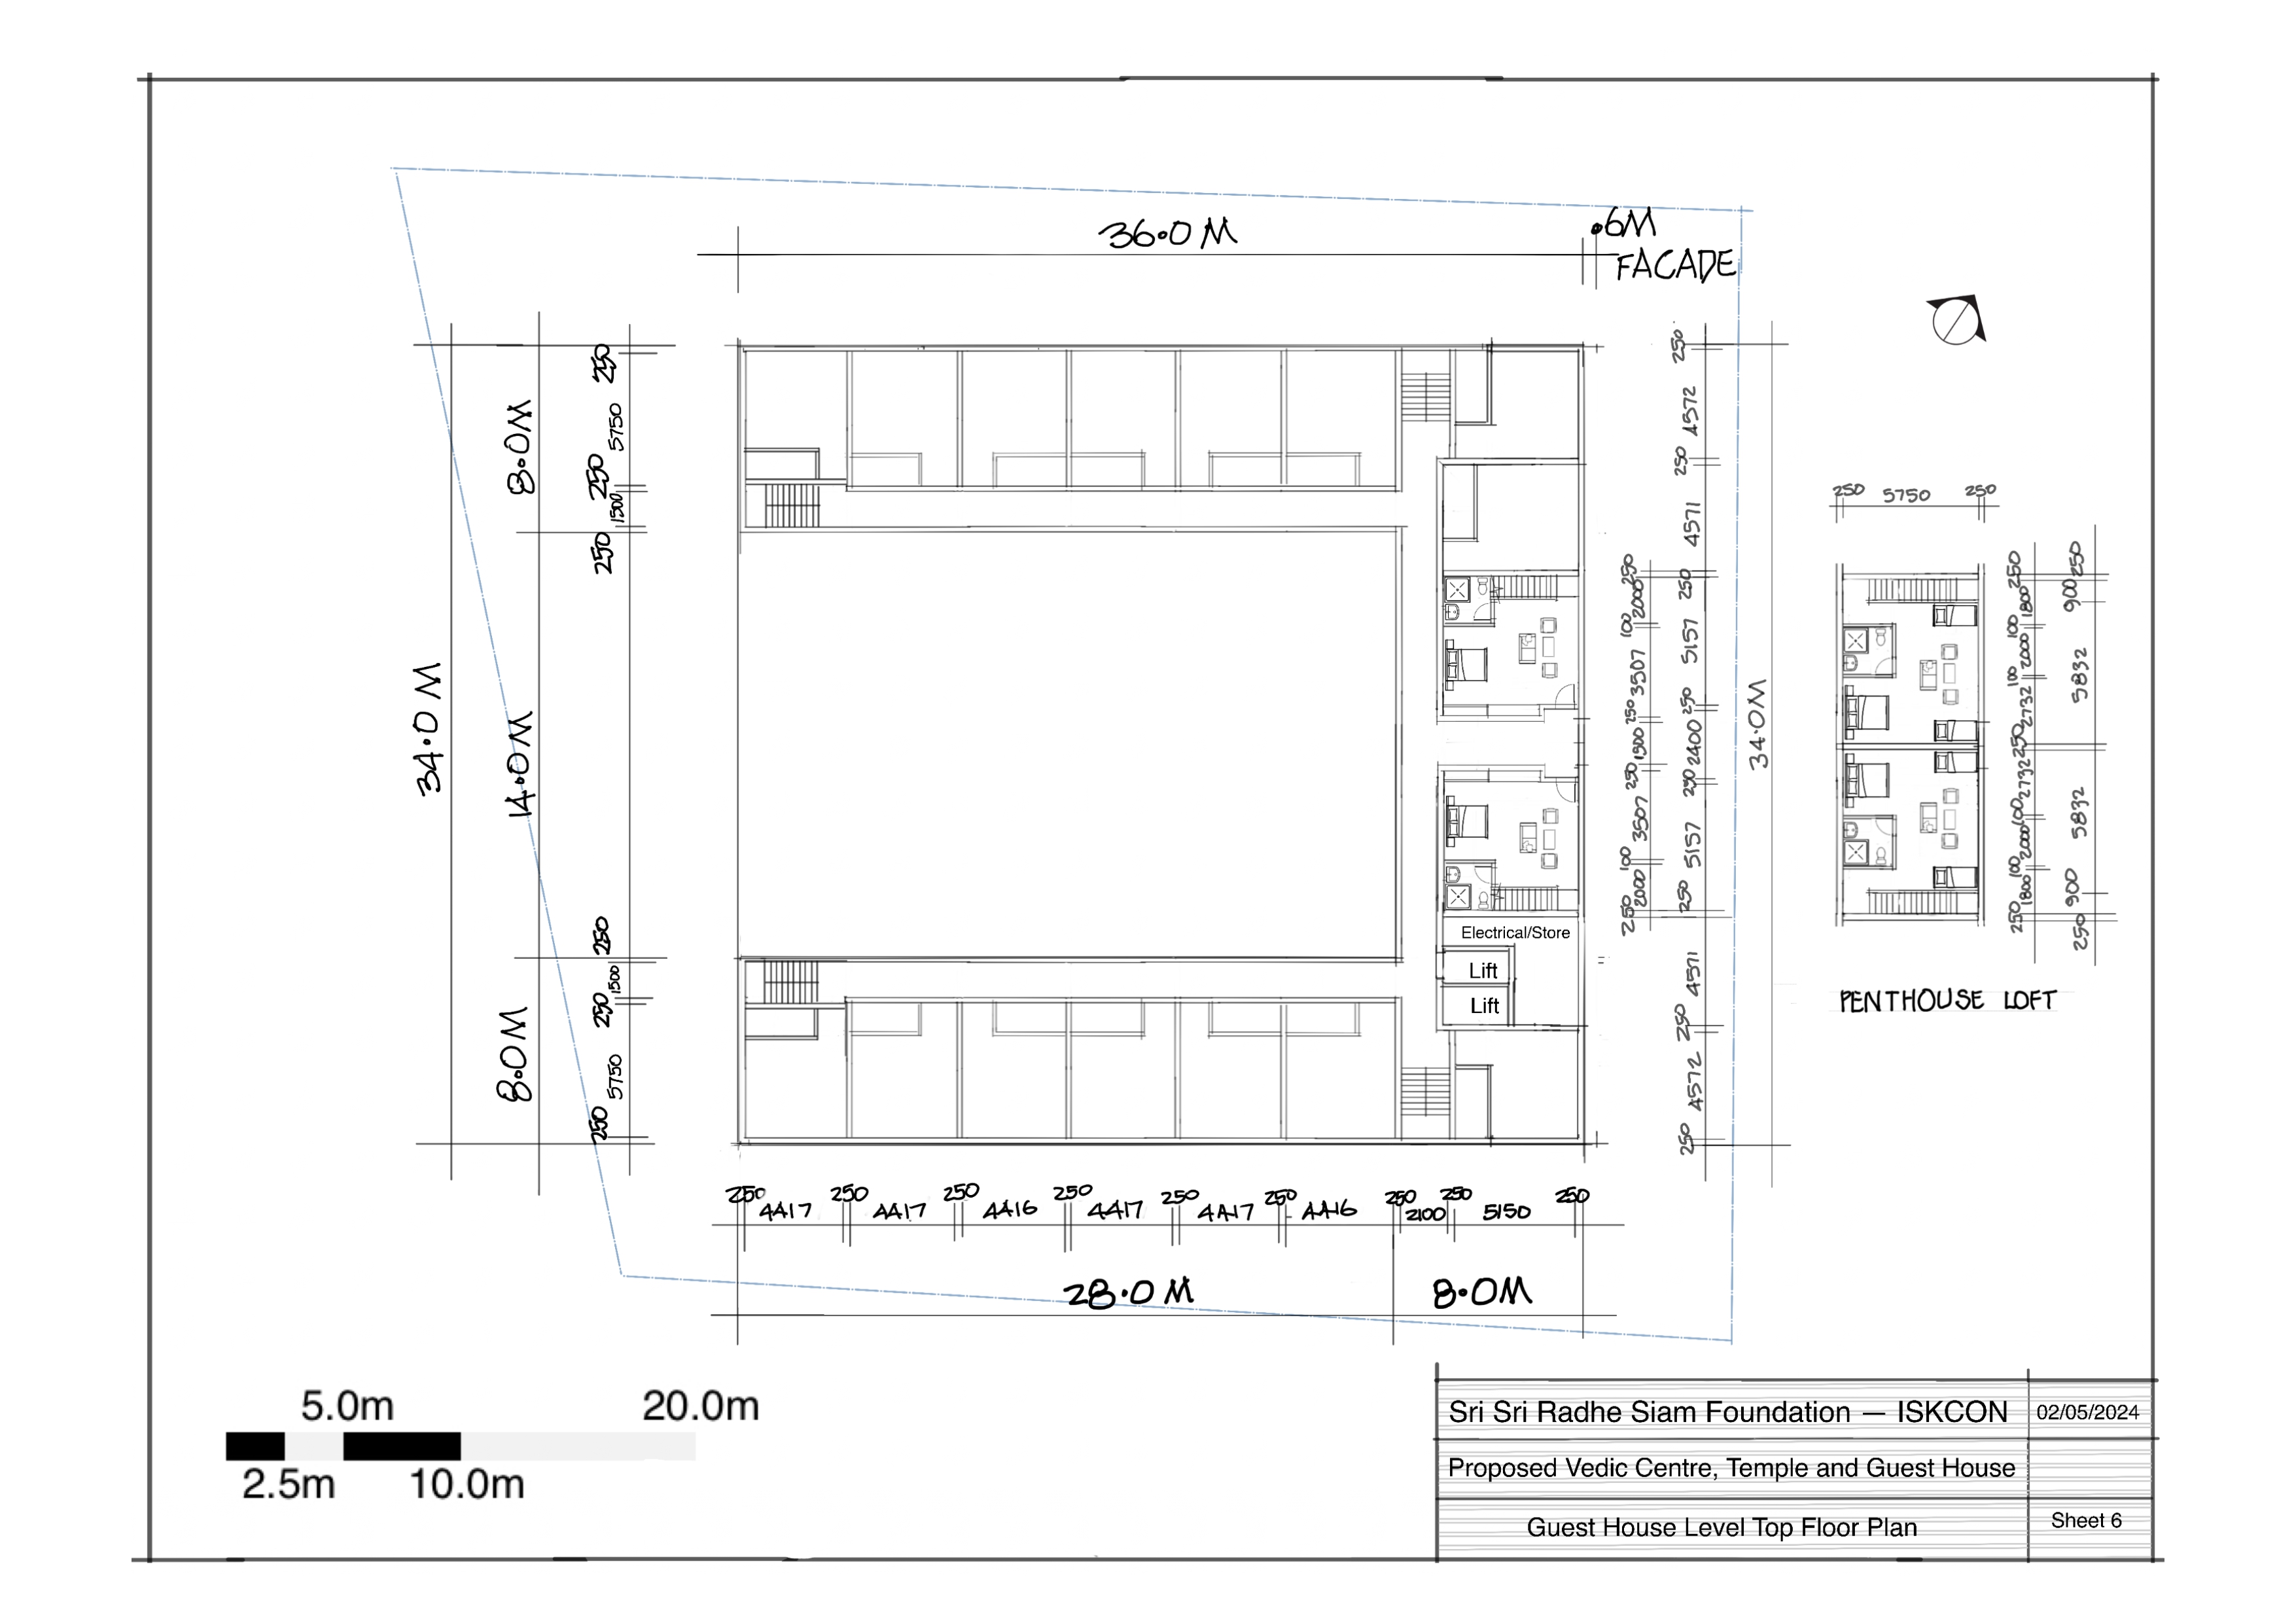 36.0 M
.6M
FACADE
34.0 M
8.0M
14.0M
8.0M
250
5750
250
1500
250
250
1500
250
5750
250
250
4572
250
4571
250
5157
250
2400
250
5157
250
4571
250
4572
250
34.0M
250
2000
100
3507
250
1500
250
3507
100
2000
250
250 5750 250
250
1800
100
2000
100
2732
250
2732
100
2000
100
1800
250
250
900
5832
5832
900
250
PENTHOUSE LOFT
Electrical/Store
Lift
Lift
250 250 250 250 250 250 250 250 250
4417 4417 4416 4417 4417 4416 2100 5150
28.0 M 8.0M
5.0m 20.0m
2.5m 10.0m
Sri Sri Radhe Siam Foundation — ISKCON 02/05/2024
Proposed Vedic Centre, Temple and Guest House
Guest House Level Top Floor Plan Sheet 6